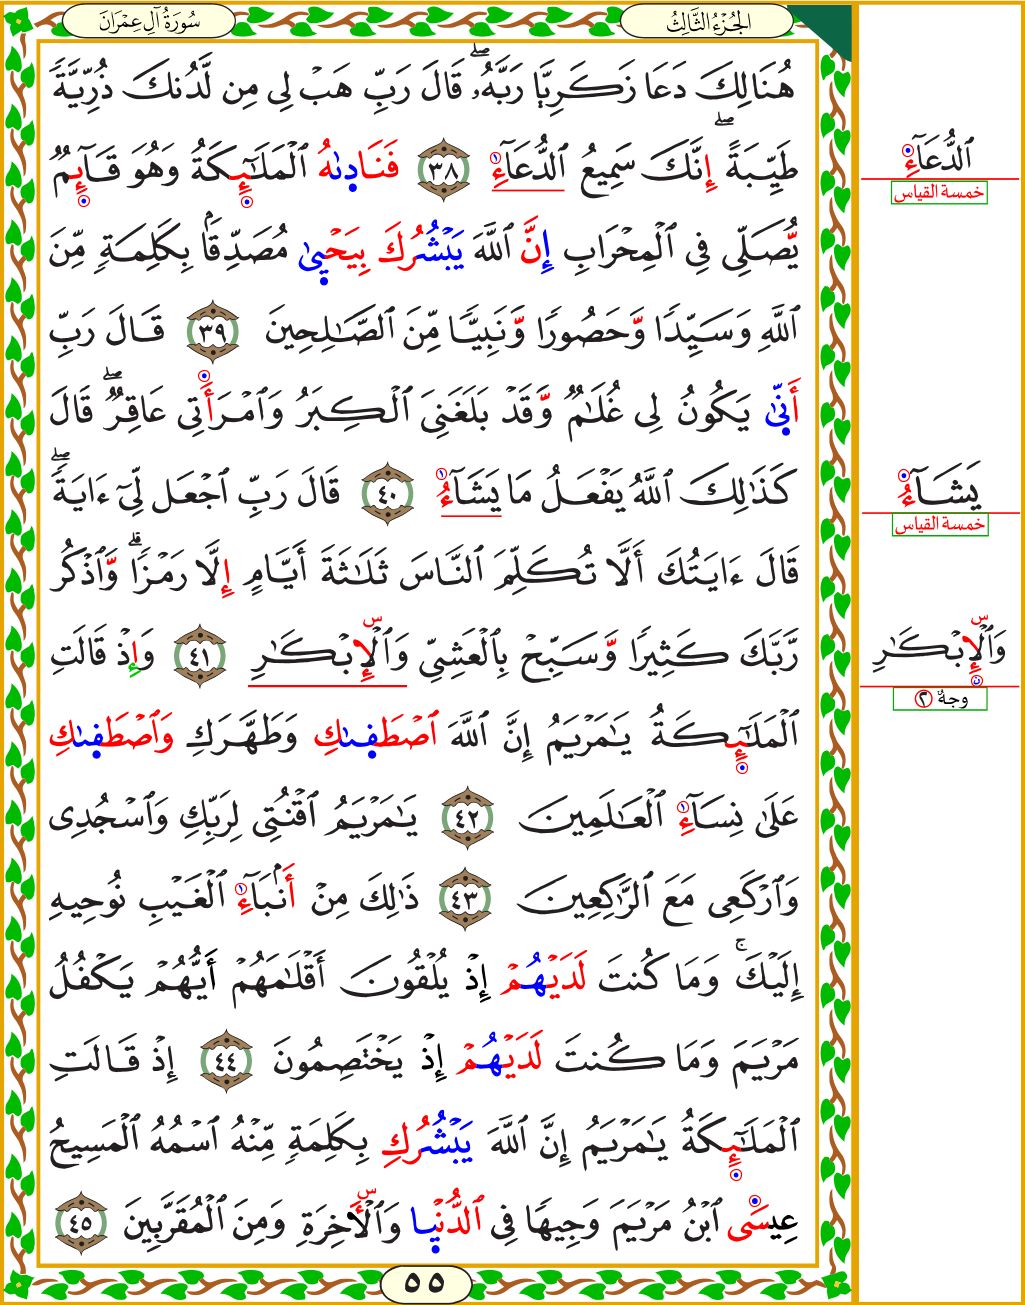 الجُزْءُ الثَّالِثُ
سُورَةُ آلِ عِمْرَانَ
هُنَالِكَ دَعَا زَكَرِيَّا رَبَّهُۥۖ قَالَ رَبِّ هَبۡ لِي مِن لَّدُنكَ ذُرِّيَّةٗ
طَيِّبَةًۖ إِنَّكَ سَمِيعُ ٱلدُّعَآءِ ٣٨ فَنَادَىٰهُ ٱلۡمَلَٰٓئِكَةُ وَهُوَ قَآئِمٞ
يُّصَلِّي فِي ٱلۡمِحۡرَابِ إِنَّ ٱللَّهَ يَبۡشُرُكَ بِيَحۡيَىٰ مُصَدِّقَۢا بِكَلِمَةٖ مِّنَ
ٱللَّهِ وَسَيِّدٗا وَّحَصُورٗا وَّنَبِيّٗا مِّنَ ٱلصَّٰلِحِينَ ٣٩ قَالَ رَبِّ
أَنَّىٰ يَكُونُ لِي غُلَٰمٞ وَّقَدۡ بَلَغَنِيَ ٱلۡكِبَرُ وَٱمۡرَأَتِي عَاقِرٞۖ قَالَ
كَذَٰلِكَ ٱللَّهُ يَفۡعَلُ مَا يَشَآءُ ٤٠ قَالَ رَبِّ ٱجۡعَل لِّيٓ ءَايَةٗۖ
قَالَ ءَايَتُكَ أَلَّا تُكَلِّمَ ٱلنَّاسَ ثَلَٰثَةَ أَيَّامٍ إِلَّا رَمۡزٗاۗ وَّٱذۡكُر
رَّبَّكَ كَثِيرٗا وَّسَبِّحۡ بِٱلۡعَشِيِّ وَٱلۡإِبۡكَٰرِ ٤١ وَإِذۡ قَالَتِ
ٱلۡمَلَٰٓئِكَةُ يَٰمَرۡيَمُ إِنَّ ٱللَّهَ ٱصۡطَفَىٰكِ وَطَهَّرَكِ وَٱصۡطَفَىٰكِ
عَلَىٰ نِسَآءِ ٱلۡعَٰلَمِينَ ٤٢ يَٰمَرۡيَمُ ٱقۡنُتِي لِرَبِّكِ وَٱسۡجُدِي
وَٱرۡكَعِي مَعَ ٱلرَّٰكِعِينَ ٤٣ ذَٰلِكَ مِنۡ أَنۢبَآءِ ٱلۡغَيۡبِ نُوحِيهِ
إِلَيۡكَۚ وَمَا كُنتَ لَدَيۡهُمۡ إِذۡ يُلۡقُونَ أَقۡلَٰمَهُمۡ أَيُّهُمۡ يَكۡفُلُ
مَرۡيَمَ وَمَا كُنتَ لَدَيۡهُمۡ إِذۡ يَخۡتَصِمُونَ ٤٤ إِذۡ قَالَتِ
ٱلۡمَلَٰٓئِكَةُ يَٰمَرۡيَمُ إِنَّ ٱللَّهَ يَبۡشُرُكِ بِكَلِمَةٖ مِّنۡهُ ٱسۡمُهُ ٱلۡمَسِيحُ
عِيسَى ٱبۡنُ مَرۡيَمَ وَجِيهٗا فِي ٱلدُّنۡيَا وَٱلۡأٓخِرَةِ وَمِنَ ٱلۡمُقَرَّبِينَ ٤٥
٥٥
ٱلدُّعَآءِ
خمسة القياس
يَشَآءُ
خمسة القياس
وَٱلۡإِبۡكَٰرِ
وجهٌ ٢